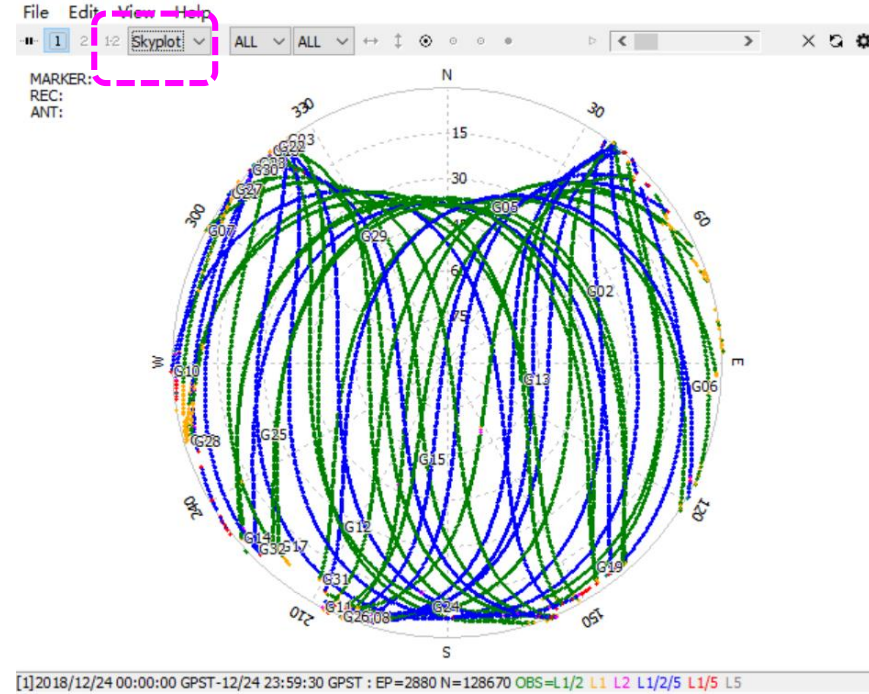 File Edit View Help
1 2 1-2 Skyplot ALL ALL
MARKER:
REC:
ANT:
N
330 30
15
30
300 60
60
75
W E
240 120
210 150
S
G22
G30
G27
G07
G05
G29
G02
G10
G13
G06
G28
G25
G15
G12
G14
G32 G17
G19
G31
G24
G26 G08
[1]2018/12/24 00:00:00 GPST-12/24 23:59:30 GPST : EP=2880 N=128670 OBS=L1/2 L1 L2 L1/2/5 L1/5 L5